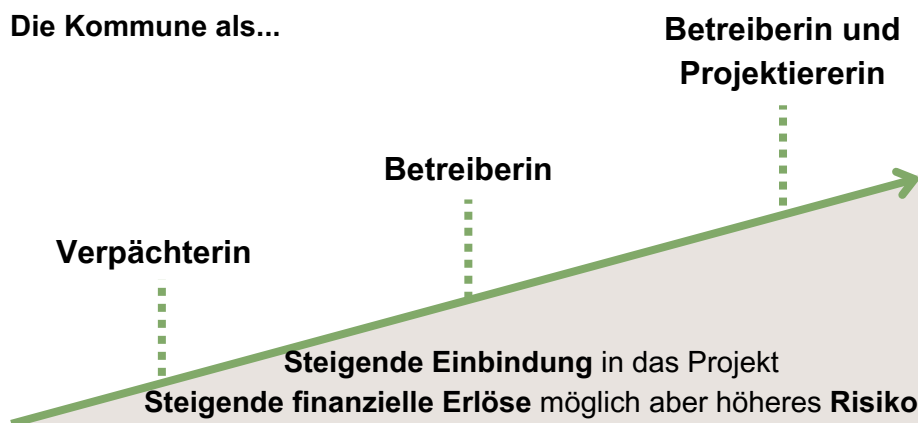 Die Kommune als...
Betreiberin und
Projektiererin
Betreiberin
Verpächterin
Steigende Einbindung in das Projekt
Steigende finanzielle Erlöse möglich aber höheres Risiko